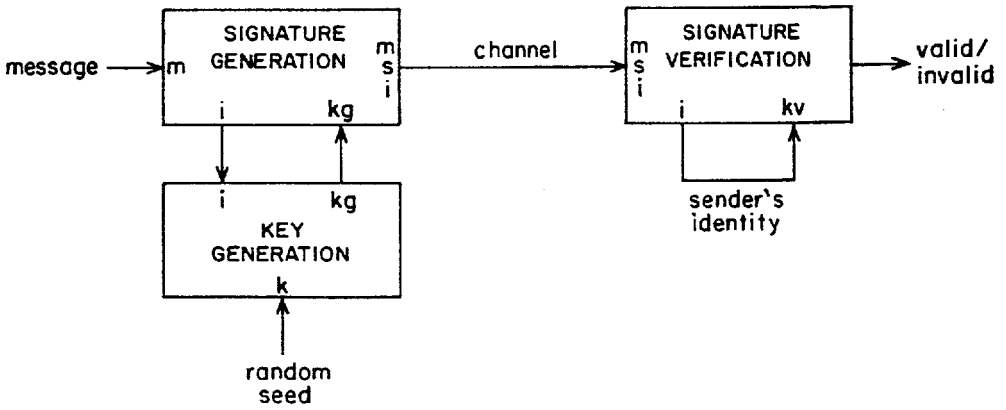 message
m
SIGNATURE
GENERATION
m
s
i
i
kg
channel
m
s
i
SIGNATURE
VERIFICATION
i
kv
valid/
invalid
sender's
identity
i
kg
KEY
GENERATION
k
random
seed